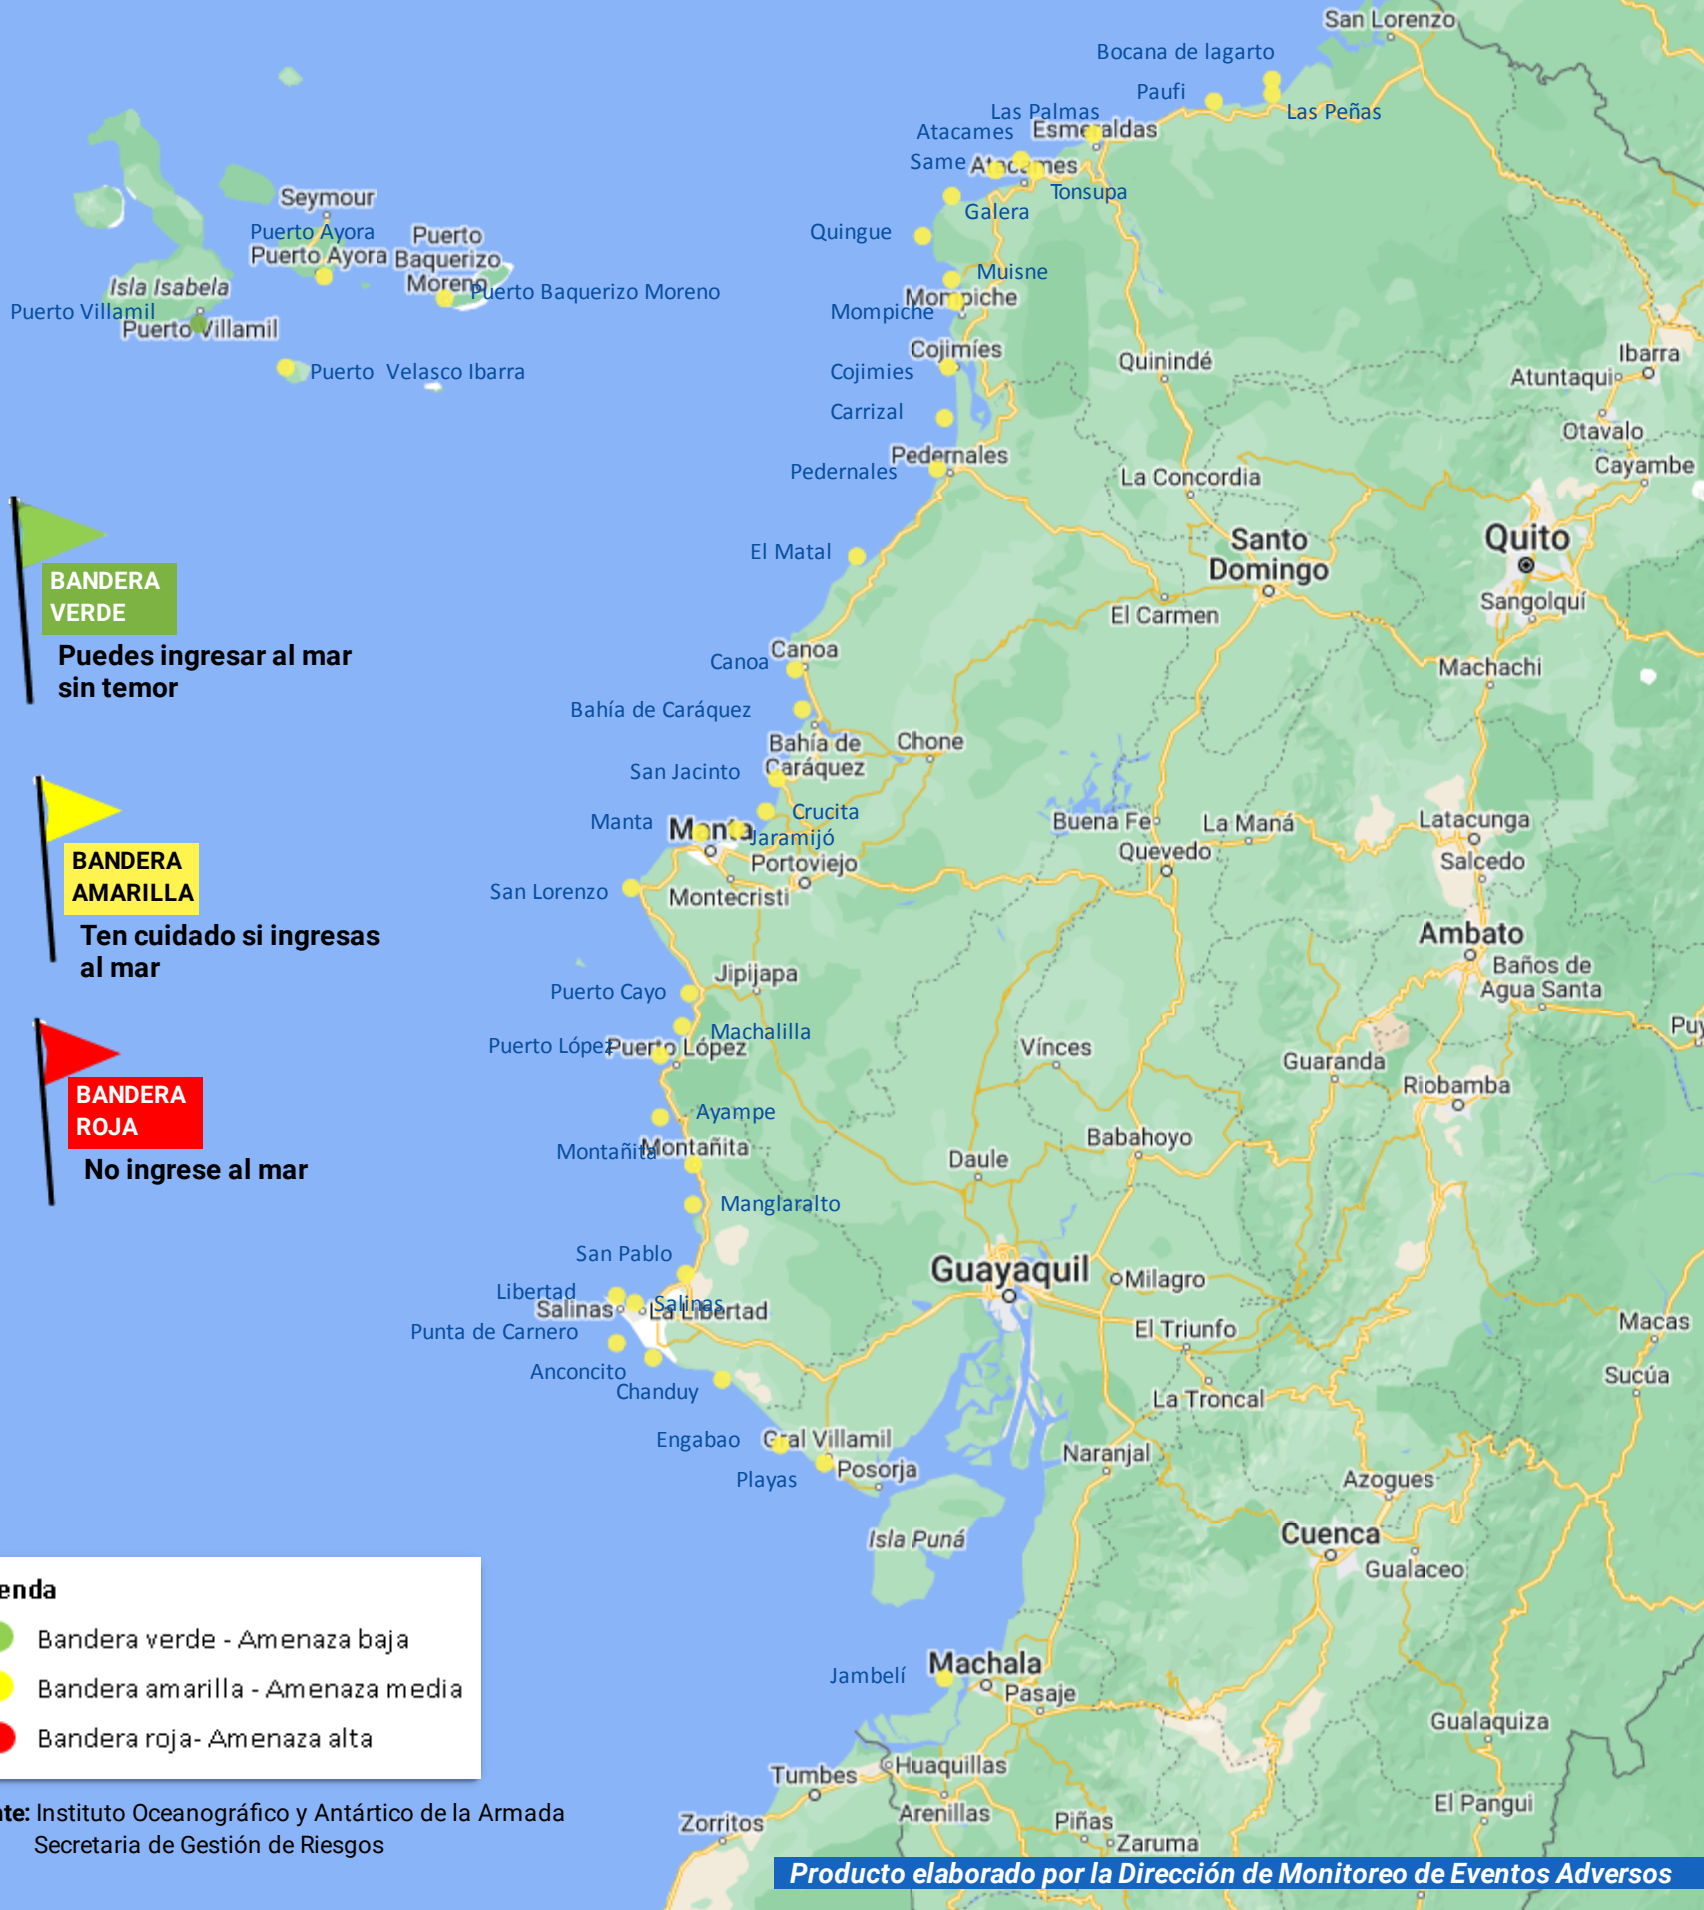 San Lorenzo
Bocana de lagarto
Paufi
Las Peñas
Las Palmas
Esmeraldas
Atacames
Same
Atacames
Tonsupa
Galera
Quingue
Muisne
Mompiche
Mompiche
Cojimíes
Cojimies
Carrizal
Pedernales
Pedernales
El Matal
Canoa
Canoa
Bahía de Caráquez
Bahía de
Caráquez
Chone
San Jacinto
Crucita
Manta
Manta
Jaramijó
Portoviejo
Montecristi
San Lorenzo
Jipijapa
Puerto Cayo
Machalilla
Puerto López
Puerto López
Ayampe
Montañita
Montañita
Manglaralto
San Pablo
Libertad
Salinas
Salinas
La Libertad
Punta de Carnero
Anconcito
Chanduy
Engabao
Gral Villamil
Playas
Posorja
Isla Puná
Jambelí
Machala
Pasaje
Huaquillas
Tumbes
Arenillas
Zorritos
Piñas
Zaruma
Seymour
Puerto Ayora
Puerto Ayora
Puerto
Baquerizo
Moreno
Puerto Baquerizo Moreno
Isla Isabela
Puerto Villamil
Puerto Villamil
Puerto  Velasco Ibarra
Quinindé
Ibarra
Atuntaqui
Otavalo
Cayambe
La Concordia
Quito
Santo
Domingo
Sangolquí
El Carmen
Machachi
Buena Fe
La Maná
Latacunga
Quevedo
Salcedo
Ambato
Baños de
Agua Santa
Puy
Vínces
Guaranda
Riobamba
Babahoyo
Daule
Guayaquil
Milagro
El Triunfo
Macas
Sucúa
La Troncal
Naranjal
Azogues
Cuenca
Gualaceo
Gualaquiza
El Pangui
BANDERA
VERDE
Puedes ingresar al mar
sin temor
BANDERA
AMARILLA
Ten cuidado si ingresas
al mar
BANDERA
ROJA
No ingrese al mar
enda
Bandera verde - Amenaza baja
Bandera amarilla - Amenaza media
Bandera roja- Amenaza alta
te: Instituto Oceanográfico y Antártico de la Armada
Secretaria de Gestión de Riesgos
Producto elaborado por la Dirección de Monitoreo de Eventos Adversos